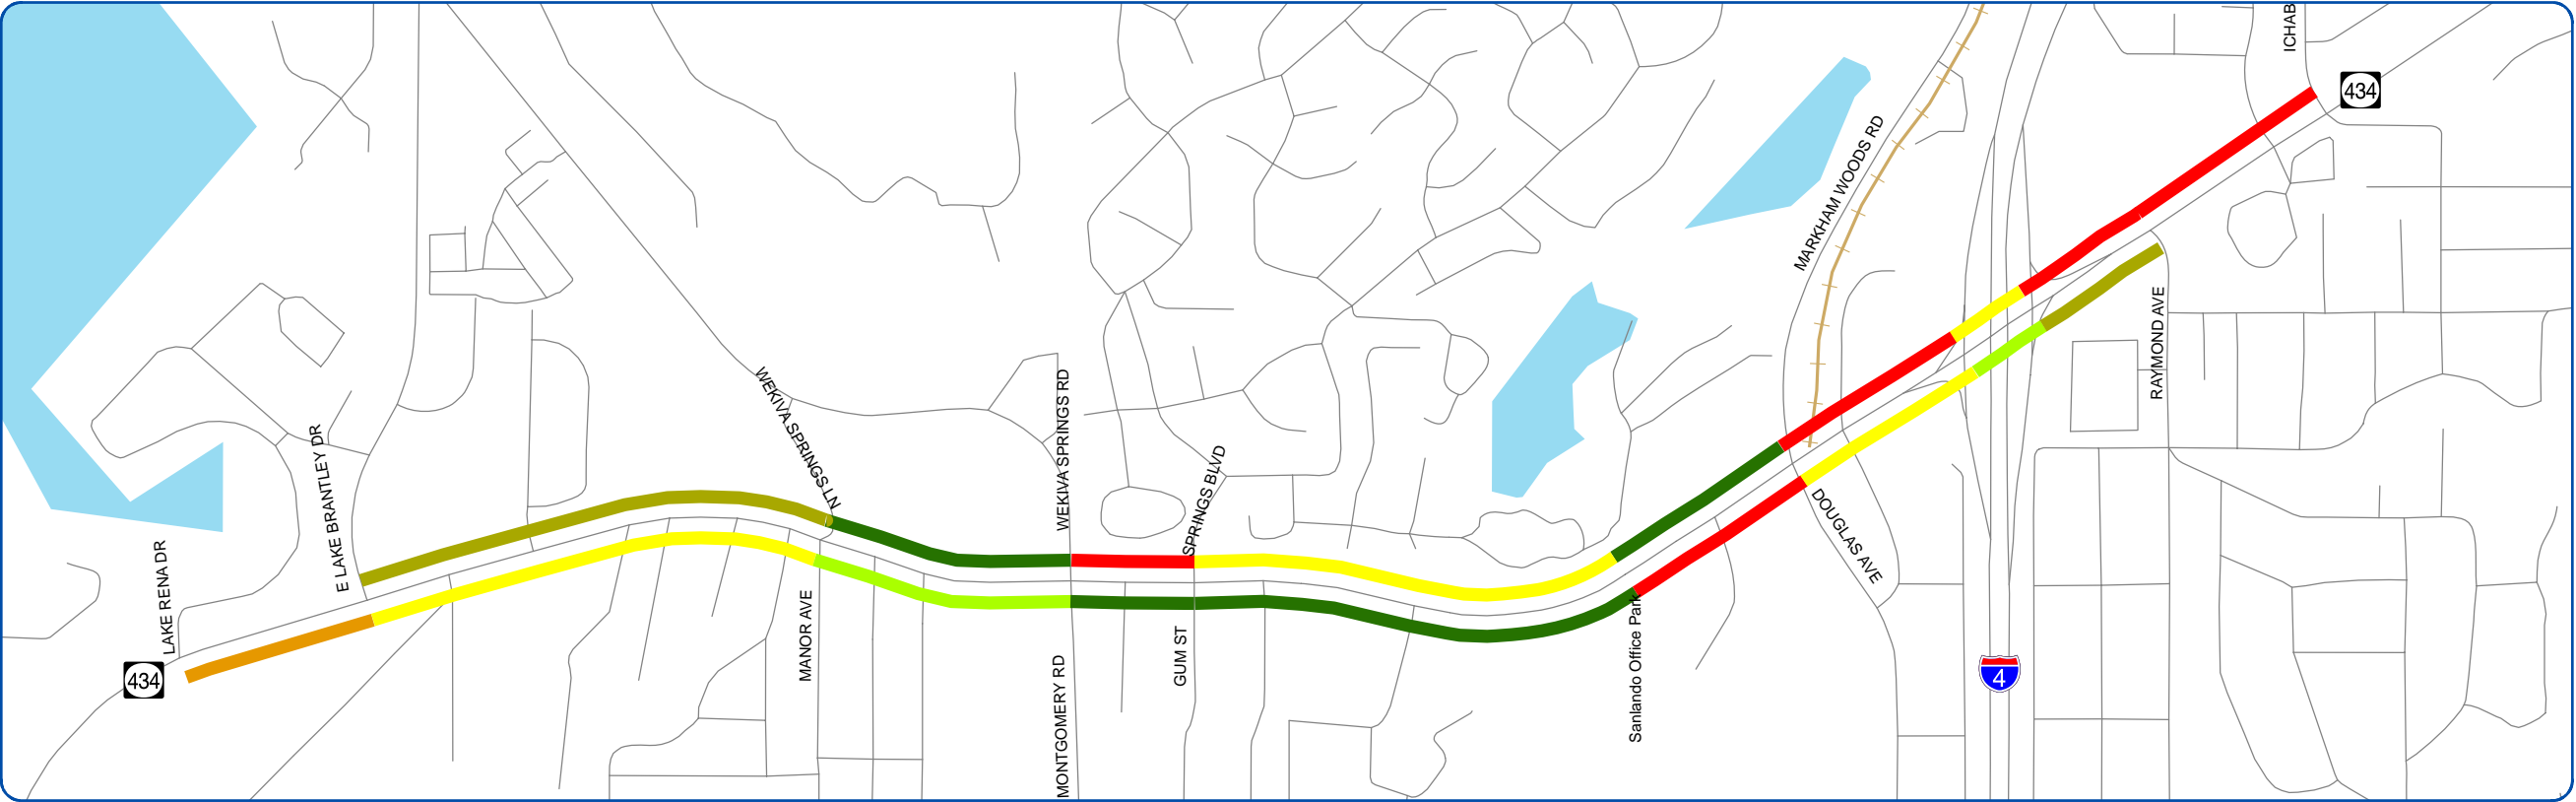 ICHAB
434
MARKHAM WOODS RD
RAYMOND AVE
WEKIVA SPRINGS LN
WEKIVA SPRINGS RD
E LAKE BRANTLEY DR
SPRINGS BLVD
DOUGLAS AVE
LAKE RENA DR
MANOR AVE
GUM ST
Sanlando Office Park
MONTGOMERY RD
434
4